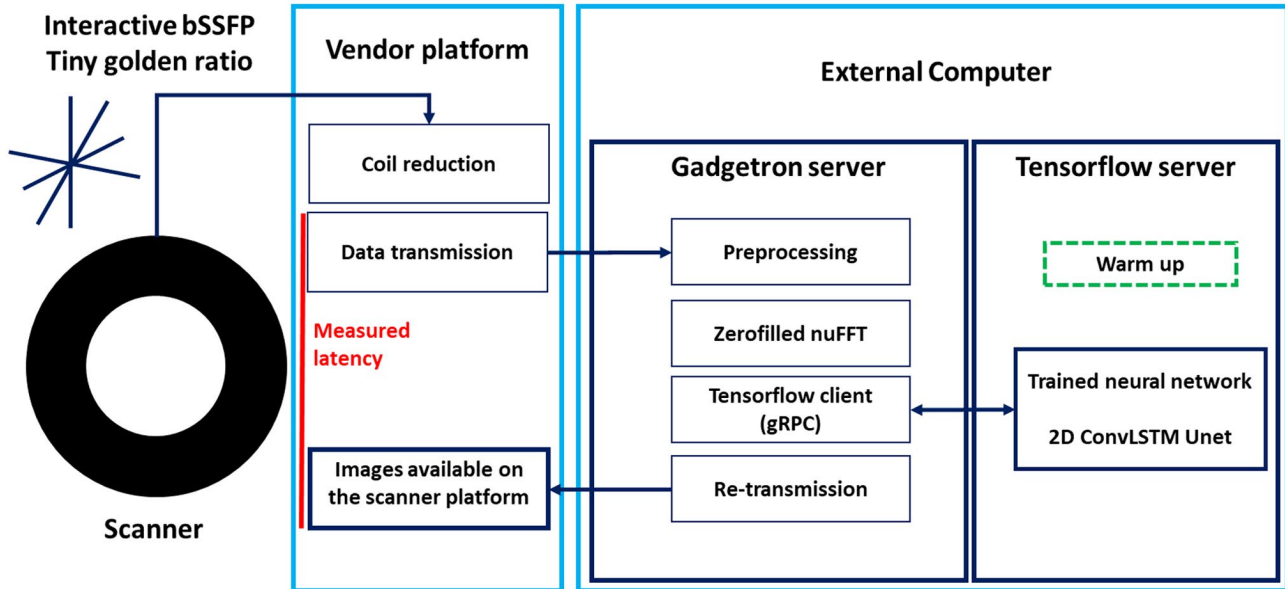 Interactive bSSFP
Tiny golden ratio
Scanner
Vendor platform
Coil reduction
Data transmission
Measured
latency
Images available on
the scanner platform
External Computer
Gadgetron server
Preprocessing
Zerofilled nuFFT
Tensorflow client
(gRPC)
Re-transmission
Tensorflow server
Warm up
Trained neural network
2D ConvLSTM Unet